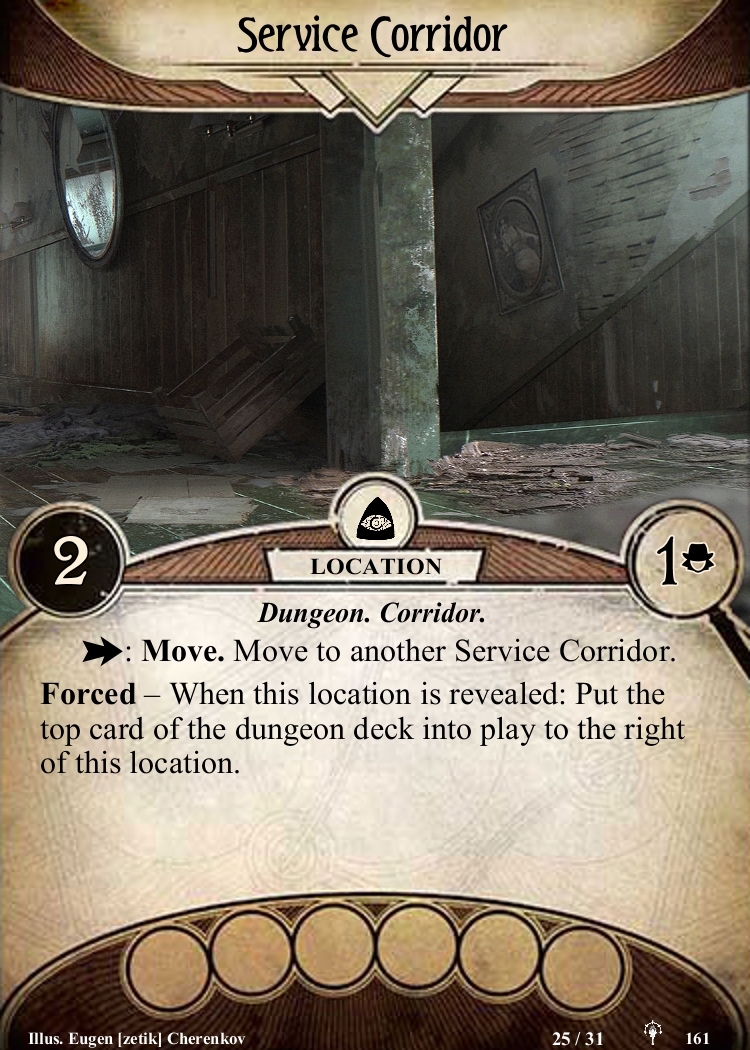 Service Corridor
2
LOCATION
1
Dungeon. Corridor.
: Move. Move to another Service Corridor.
Forced – When this location is revealed: Put the
top card of the dungeon deck into play to the right
of this location.
Illus. Eugen [zetik] Cherenkov
25 / 31
161